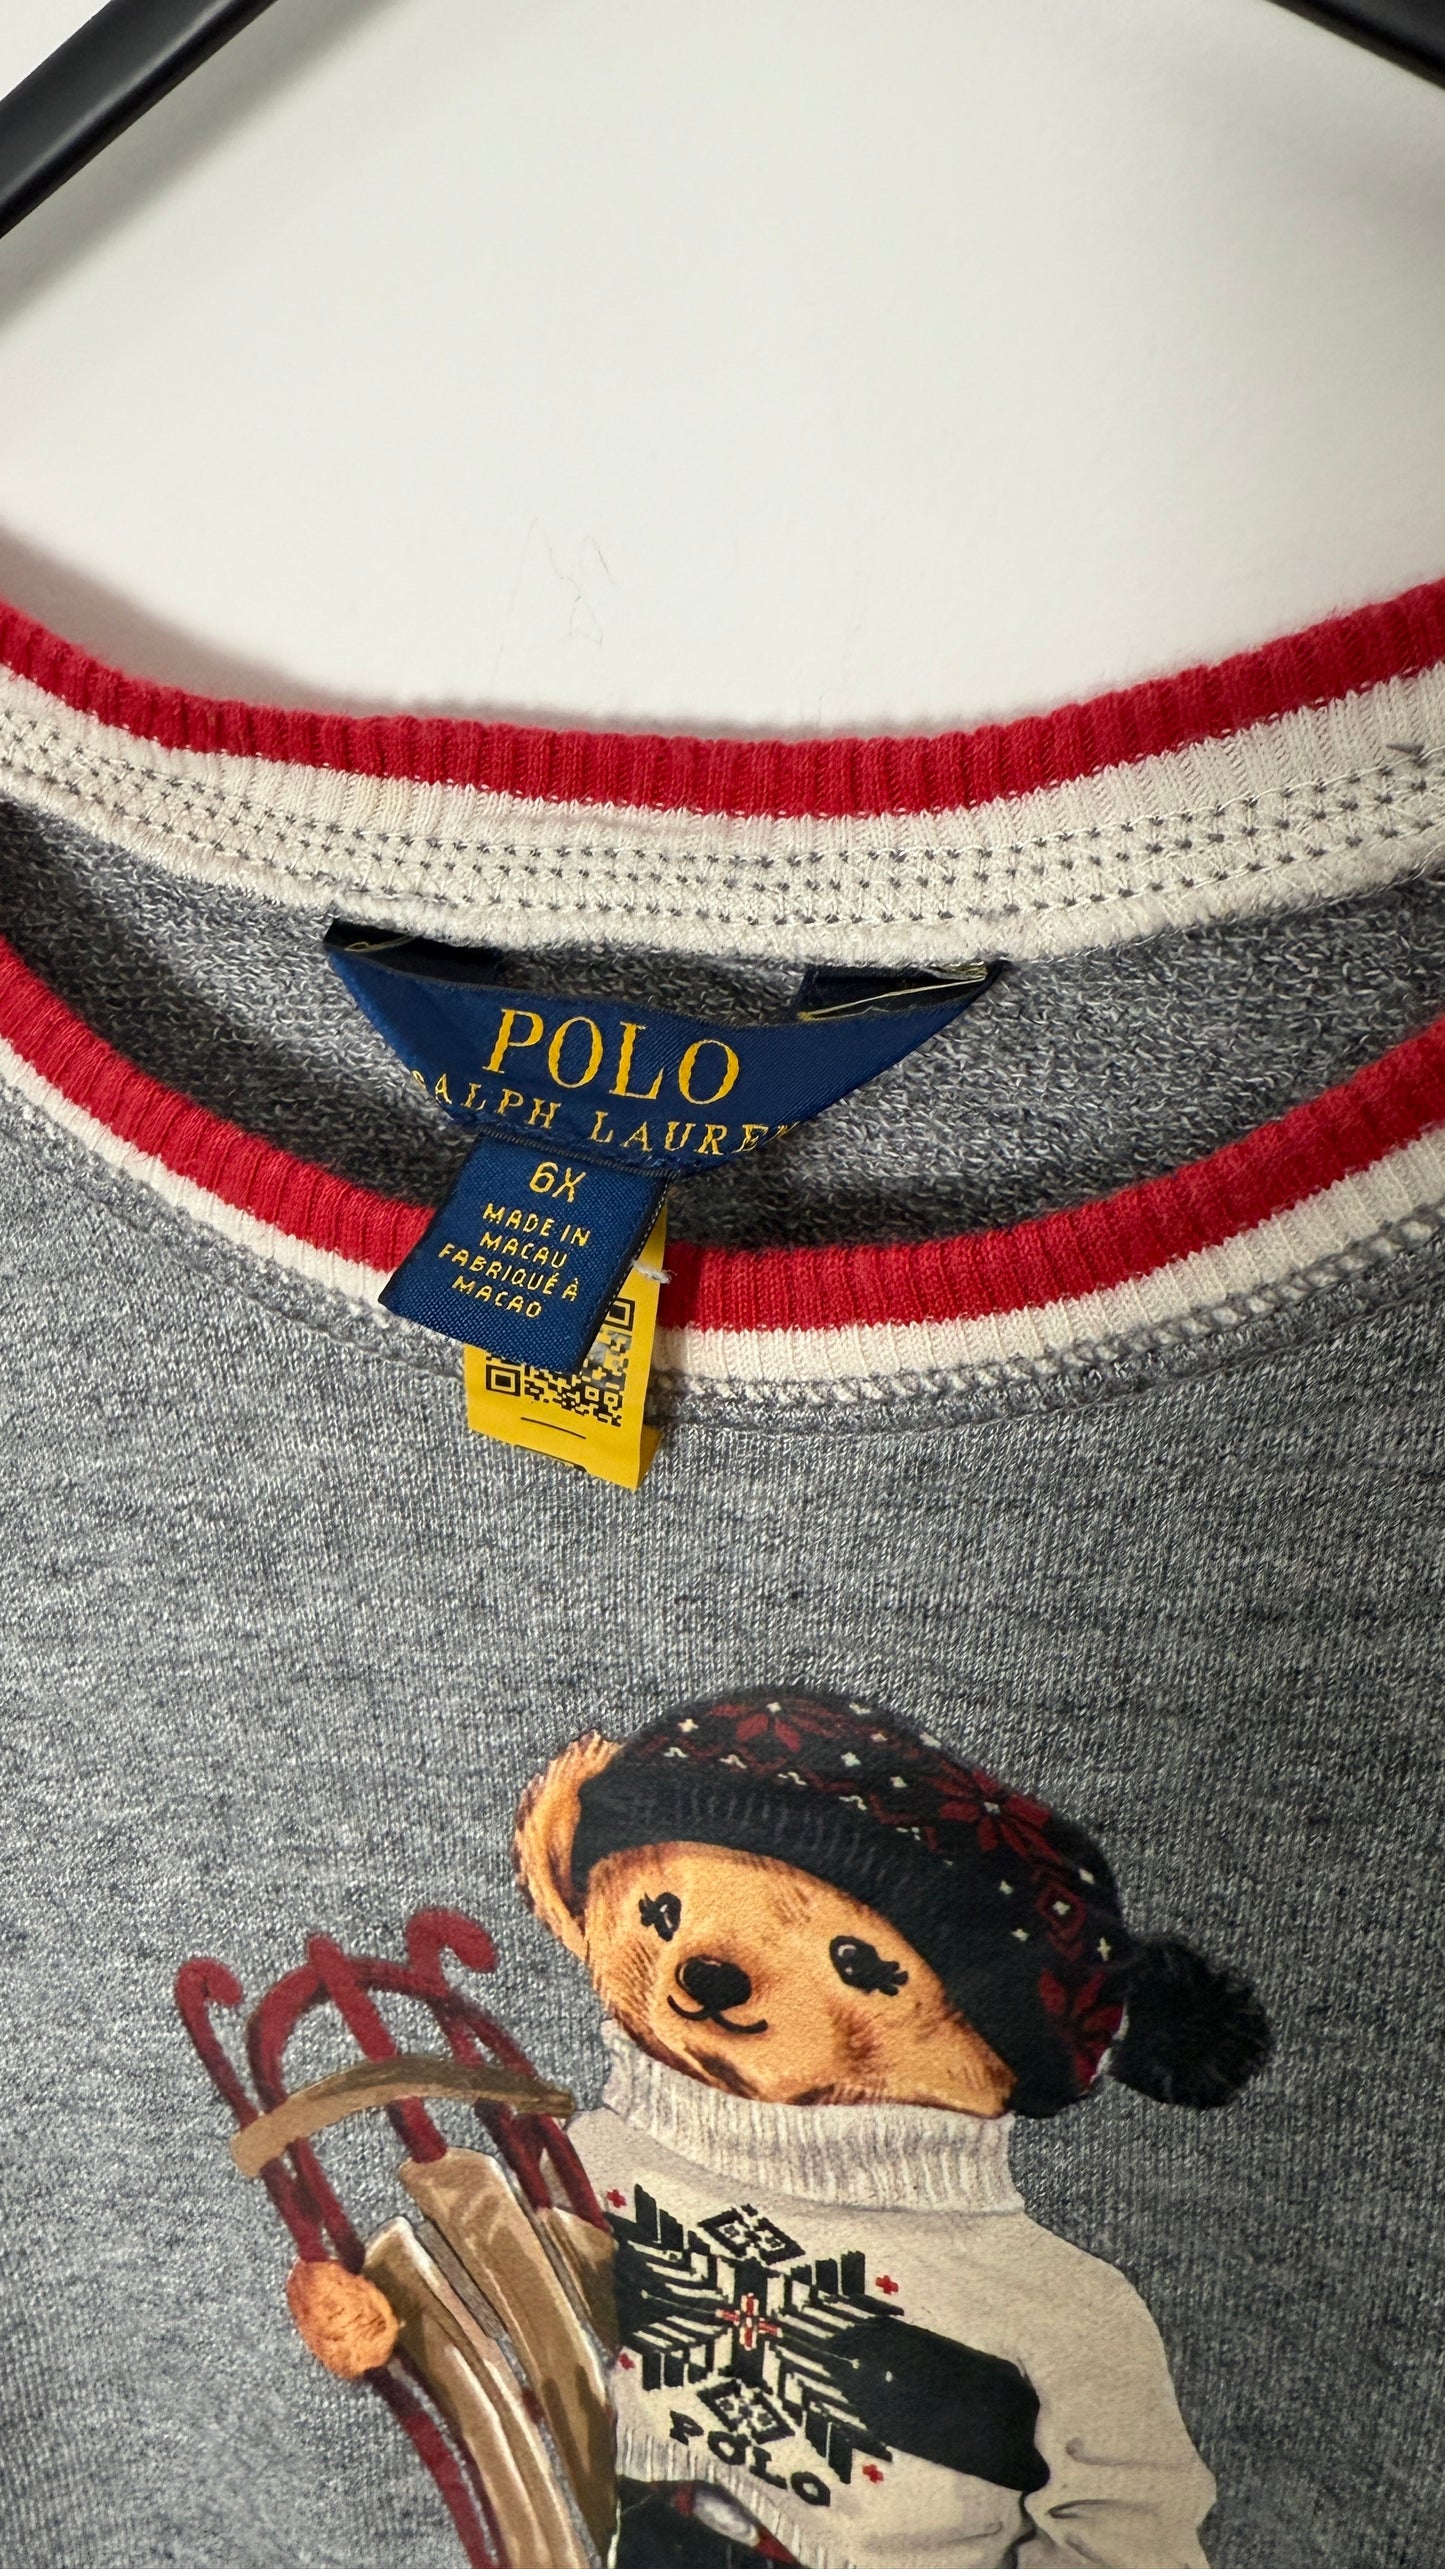 POLO
RALPH LAUREN
6X
MADE IN
MACAU
FABRIQUÉ À
MACAO
POLO